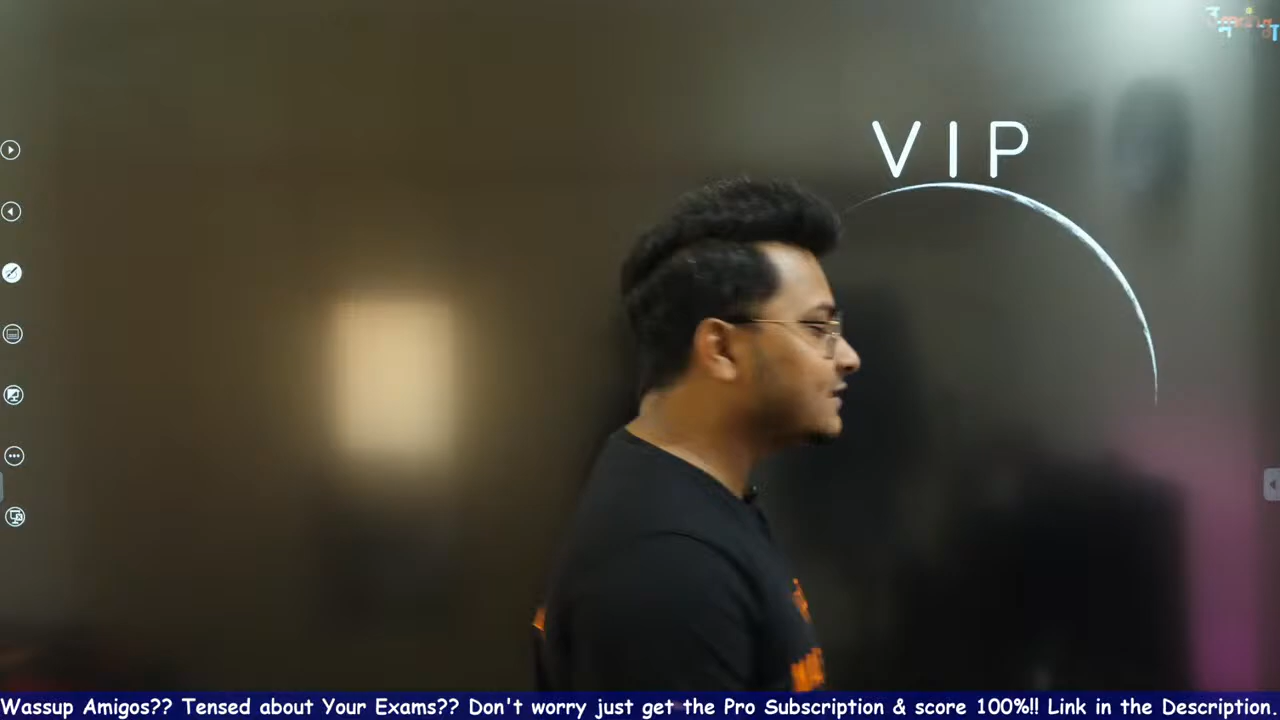 VIP
Wassup Amigos?? Tensed about Your Exams?? Don't worry just get the Pro Subscription & score 100%!! Link in the Description.